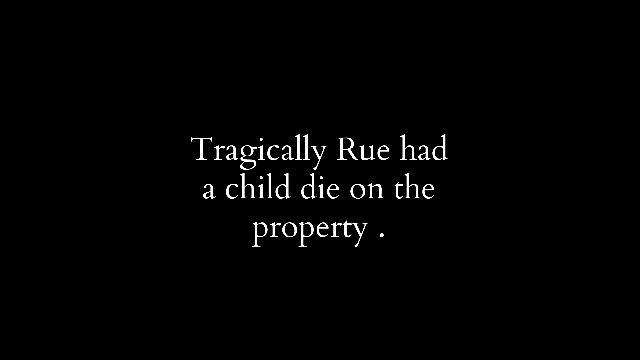 Tragically Rue had
a child die on the
property .